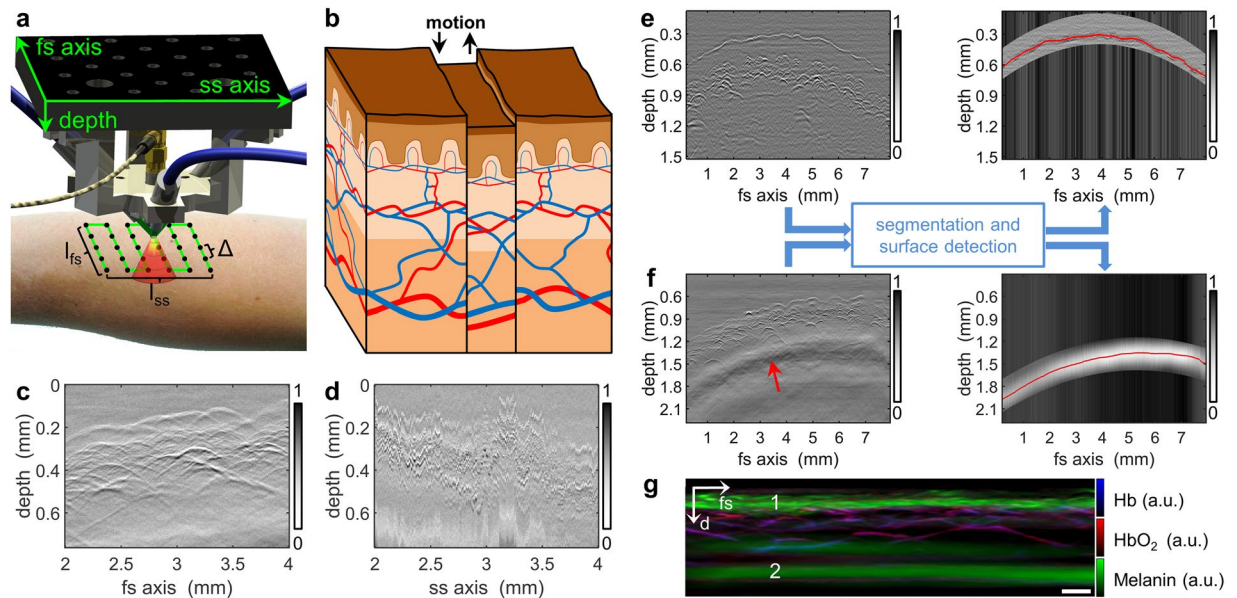 a
fs axis
ss axis
depth
lfs
Δ
lss
b
motion
c
0
0.2
0.4
0.6
depth (mm)
2
2.5
3
3.5
4
fs axis (mm)
1
0
d
0
0.2
0.4
0.6
depth (mm)
2
2.5
3
3.5
4
ss axis (mm)
1
0
e
0.3
0.6
0.9
1.2
1.5
depth (mm)
1 2 3 4 5 6 7
fs axis (mm)
1
0
0.3
0.6
0.9
1.2
1.5
depth (mm)
1 2 3 4 5 6 7
fs axis (mm)
1
0
segmentation and
surface detection
f
0.6
0.9
1.2
1.5
1.8
2.1
depth (mm)
1 2 3 4 5 6 7
fs axis (mm)
1
0
0.6
0.9
1.2
1.5
1.8
2.1
depth (mm)
1 2 3 4 5 6 7
fs axis (mm)
1
0
g
fs
d
1
2
Hb (a.u.)
HbO₂ (a.u.)
Melanin (a.u.)